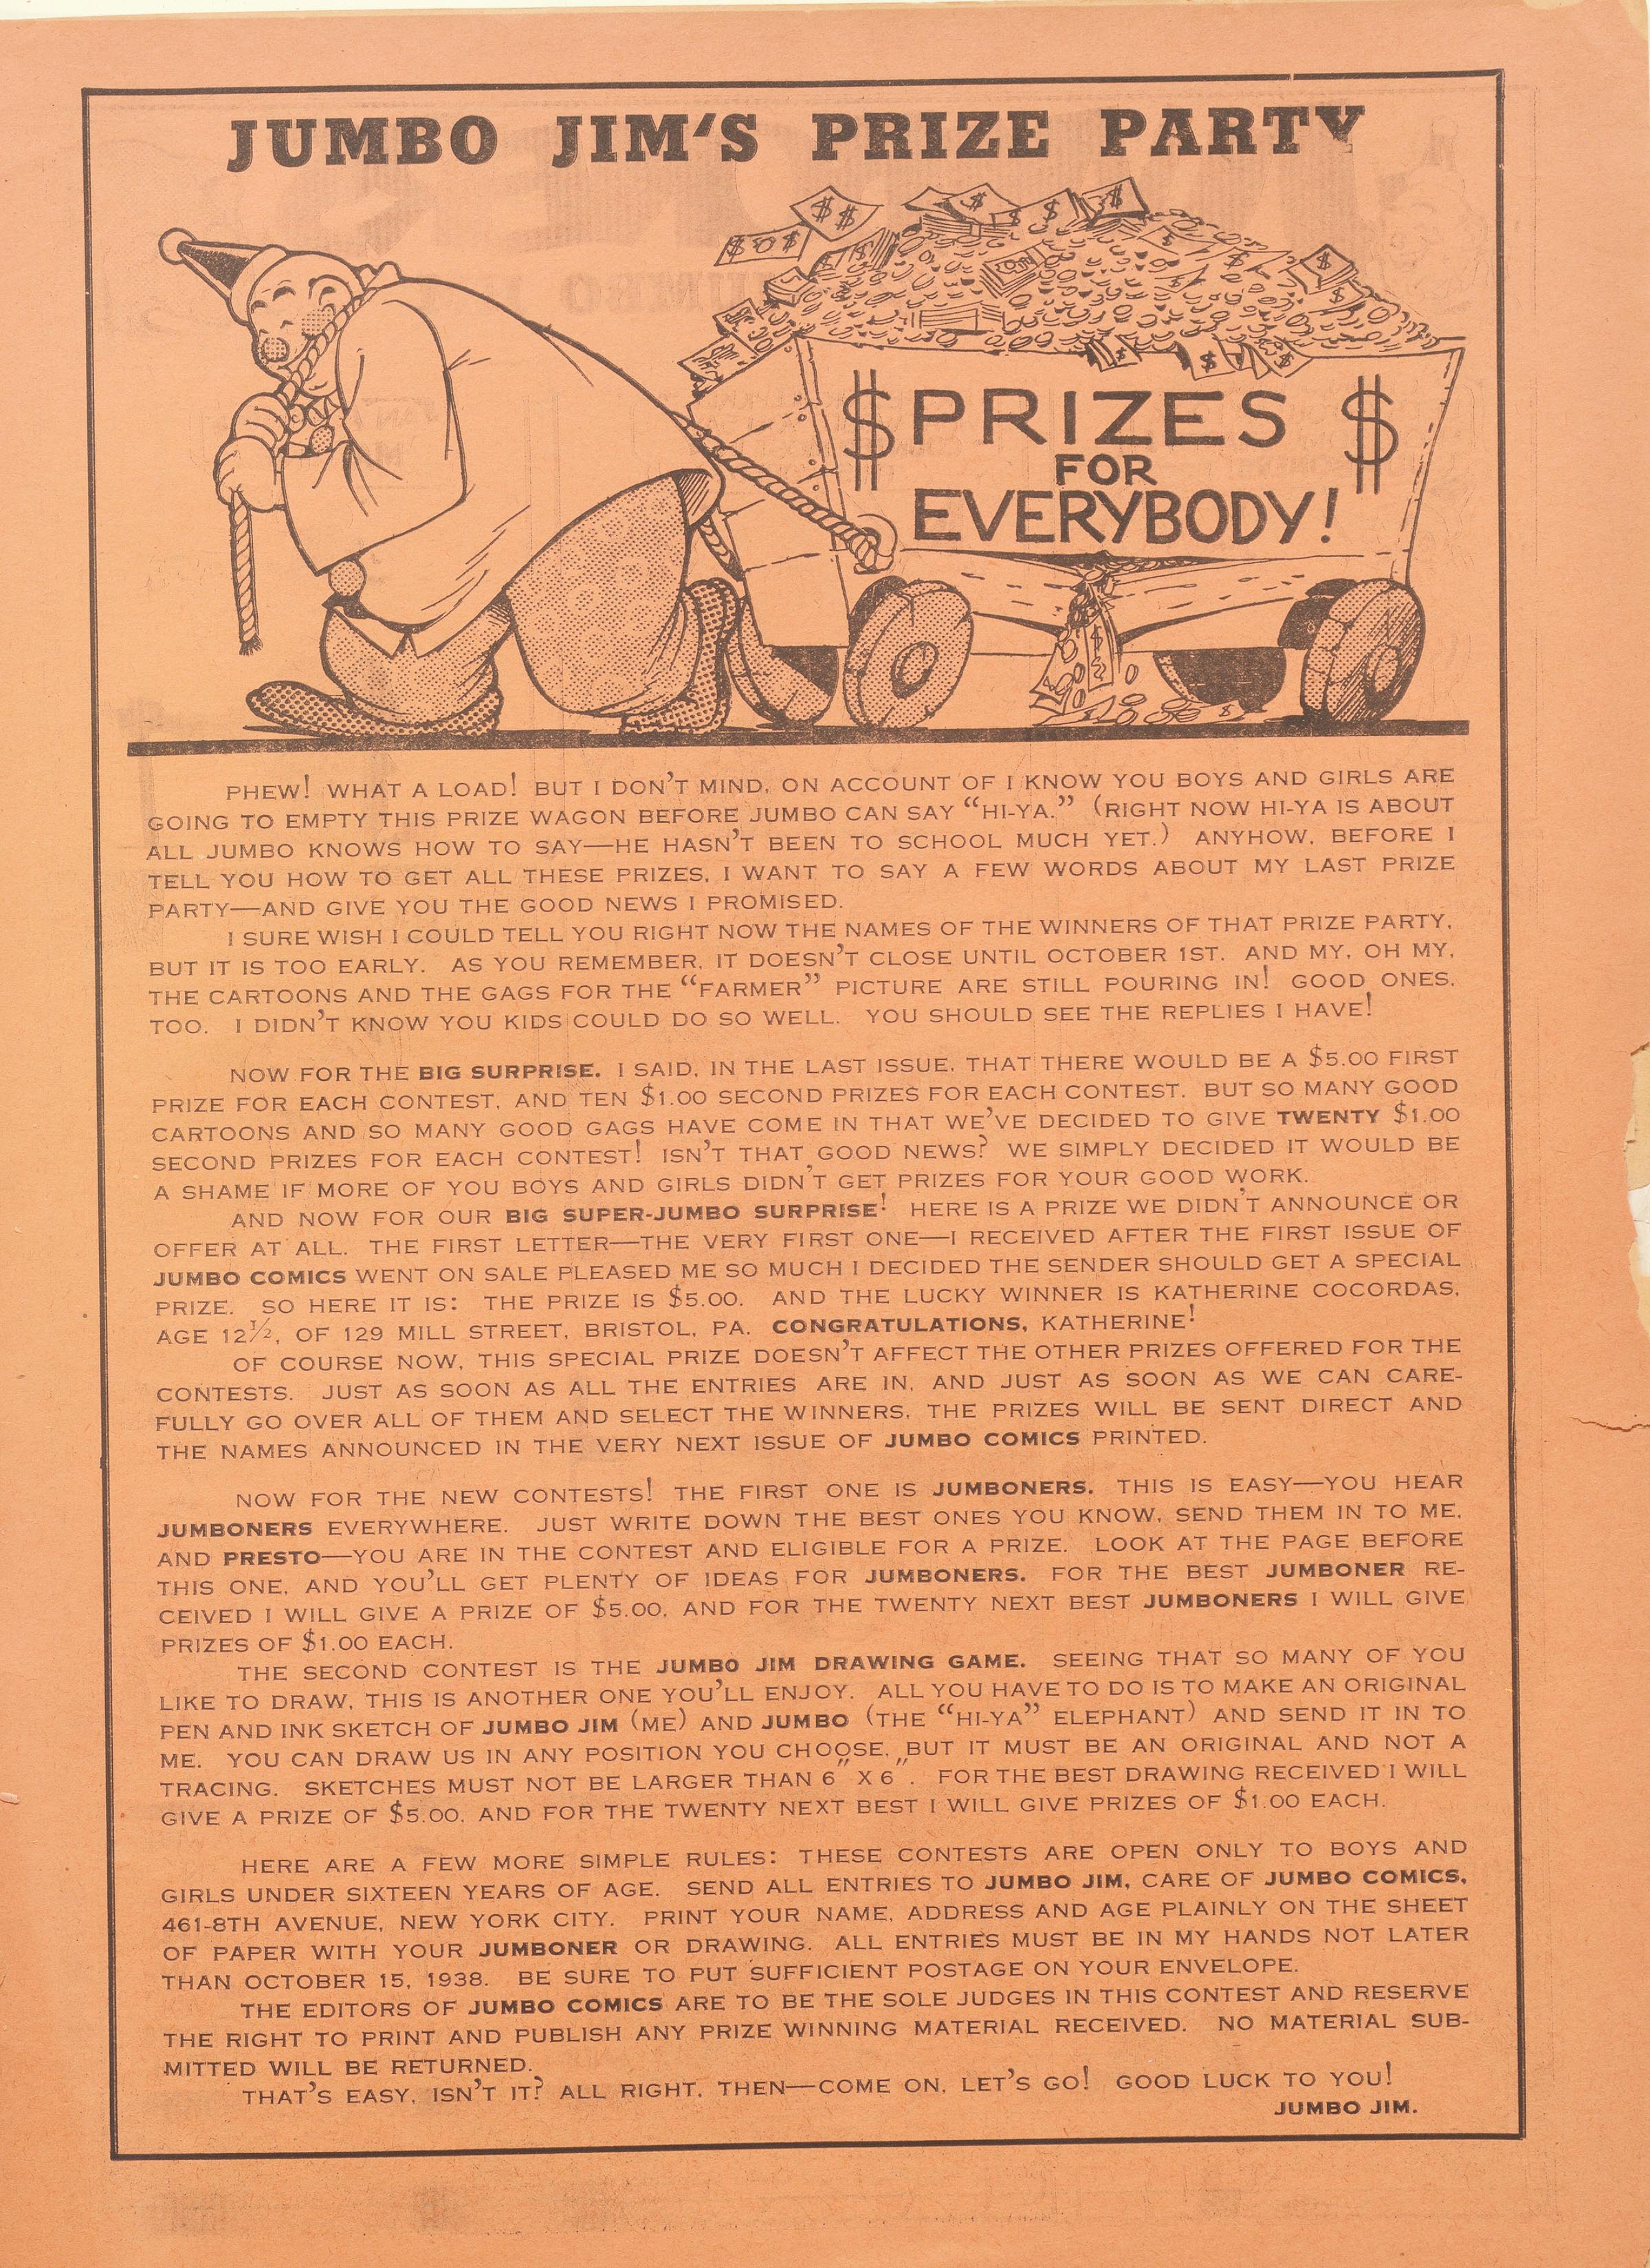 JUMBO JIM'S PRIZE PARTY
$ $
$ O $
$
$
$
$
$
$
$
$
$
$ PRIZES $
FOR
EVERYBODY!
PHEW! WHAT A LOAD! BUT I DON'T MIND, ON ACCOUNT OF I KNOW YOU BOYS AND GIRLS ARE
GOING TO EMPTY THIS PRIZE WAGON BEFORE JUMBO CAN SAY “HI-YA.” (RIGHT NOW HI-YA IS ABOUT
ALL JUMBO KNOWS HOW TO SAY—HE HASN'T BEEN TO SCHOOL MUCH YET.) ANYHOW, BEFORE I
TELL YOU HOW TO GET ALL THESE PRIZES, I WANT TO SAY A FEW WORDS ABOUT MY LAST PRIZE
PARTY—AND GIVE YOU THE GOOD NEWS I PROMISED.
I SURE WISH I COULD TELL YOU RIGHT NOW THE NAMES OF THE WINNERS OF THAT PRIZE PARTY,
BUT IT IS TOO EARLY. AS YOU REMEMBER, IT DOESN'T CLOSE UNTIL OCTOBER 1ST. AND MY, OH MY,
THE CARTOONS AND THE GAGS FOR THE “FARMER” PICTURE ARE STILL POURING IN! GOOD ONES,
TOO. I DIDN'T KNOW YOU KIDS COULD DO SO WELL. YOU SHOULD SEE THE REPLIES I HAVE!
NOW FOR THE BIG SURPRISE. I SAID, IN THE LAST ISSUE, THAT THERE WOULD BE A $5.00 FIRST
PRIZE FOR EACH CONTEST, AND TEN $1.00 SECOND PRIZES FOR EACH CONTEST. BUT SO MANY GOOD
CARTOONS AND SO MANY GOOD GAGS HAVE COME IN THAT WE'VE DECIDED TO GIVE TWENTY $1.00
SECOND PRIZES FOR EACH CONTEST! ISN'T THAT GOOD NEWS? WE SIMPLY DECIDED IT WOULD BE
A SHAME IF MORE OF YOU BOYS AND GIRLS DIDN'T GET PRIZES FOR YOUR GOOD WORK.
AND NOW FOR OUR BIG SUPER-JUMBO SURPRISE! HERE IS A PRIZE WE DIDN'T ANNOUNCE OR
OFFER AT ALL. THE FIRST LETTER—THE VERY FIRST ONE—I RECEIVED AFTER THE FIRST ISSUE OF
JUMBO COMICS WENT ON SALE PLEASED ME SO MUCH I DECIDED THE SENDER SHOULD GET A SPECIAL
PRIZE. SO HERE IT IS: THE PRIZE IS $5.00. AND THE LUCKY WINNER IS KATHERINE COCORDAS,
AGE 12½, OF 129 MILL STREET, BRISTOL, PA. CONGRATULATIONS, KATHERINE!
OF COURSE NOW, THIS SPECIAL PRIZE DOESN'T AFFECT THE OTHER PRIZES OFFERED FOR THE
CONTESTS. JUST AS SOON AS ALL THE ENTRIES ARE IN, AND JUST AS SOON AS WE CAN CARE-
FULLY GO OVER ALL OF THEM AND SELECT THE WINNERS, THE PRIZES WILL BE SENT DIRECT AND
THE NAMES ANNOUNCED IN THE VERY NEXT ISSUE OF JUMBO COMICS PRINTED.
NOW FOR THE NEW CONTESTS! THE FIRST ONE IS JUMBONERS. THIS IS EASY—YOU HEAR
JUMBONERS EVERYWHERE. JUST WRITE DOWN THE BEST ONES YOU KNOW, SEND THEM IN TO ME,
AND PRESTO—YOU ARE IN THE CONTEST AND ELIGIBLE FOR A PRIZE. LOOK AT THE PAGE BEFORE
THIS ONE, AND YOU'LL GET PLENTY OF IDEAS FOR JUMBONERS. FOR THE BEST JUMBONER RE-
CEIVED I WILL GIVE A PRIZE OF $5.00, AND FOR THE TWENTY NEXT BEST JUMBONERS I WILL GIVE
PRIZES OF $1.00 EACH.
THE SECOND CONTEST IS THE JUMBO JIM DRAWING GAME. SEEING THAT SO MANY OF YOU
LIKE TO DRAW, THIS IS ANOTHER ONE YOU'LL ENJOY. ALL YOU HAVE TO DO IS TO MAKE AN ORIGINAL
PEN AND INK SKETCH OF JUMBO JIM (ME) AND JUMBO (THE “HI-YA” ELEPHANT) AND SEND IT IN TO
ME. YOU CAN DRAW US IN ANY POSITION YOU CHOOSE, BUT IT MUST BE AN ORIGINAL AND NOT A
TRACING. SKETCHES MUST NOT BE LARGER THAN 6" X 6". FOR THE BEST DRAWING RECEIVED I WILL
GIVE A PRIZE OF $5.00, AND FOR THE TWENTY NEXT BEST I WILL GIVE PRIZES OF $1.00 EACH.
HERE ARE A FEW MORE SIMPLE RULES: THESE CONTESTS ARE OPEN ONLY TO BOYS AND
GIRLS UNDER SIXTEEN YEARS OF AGE. SEND ALL ENTRIES TO JUMBO JIM, CARE OF JUMBO COMICS,
461-8TH AVENUE, NEW YORK CITY. PRINT YOUR NAME, ADDRESS AND AGE PLAINLY ON THE SHEET
OF PAPER WITH YOUR JUMBONER OR DRAWING. ALL ENTRIES MUST BE IN MY HANDS NOT LATER
THAN OCTOBER 15, 1938. BE SURE TO PUT SUFFICIENT POSTAGE ON YOUR ENVELOPE.
THE EDITORS OF JUMBO COMICS ARE TO BE THE SOLE JUDGES IN THIS CONTEST AND RESERVE
THE RIGHT TO PRINT AND PUBLISH ANY PRIZE WINNING MATERIAL RECEIVED. NO MATERIAL SUB-
MITTED WILL BE RETURNED.
THAT'S EASY, ISN'T IT? ALL RIGHT, THEN—COME ON, LET'S GO! GOOD LUCK TO YOU!
JUMBO JIM.